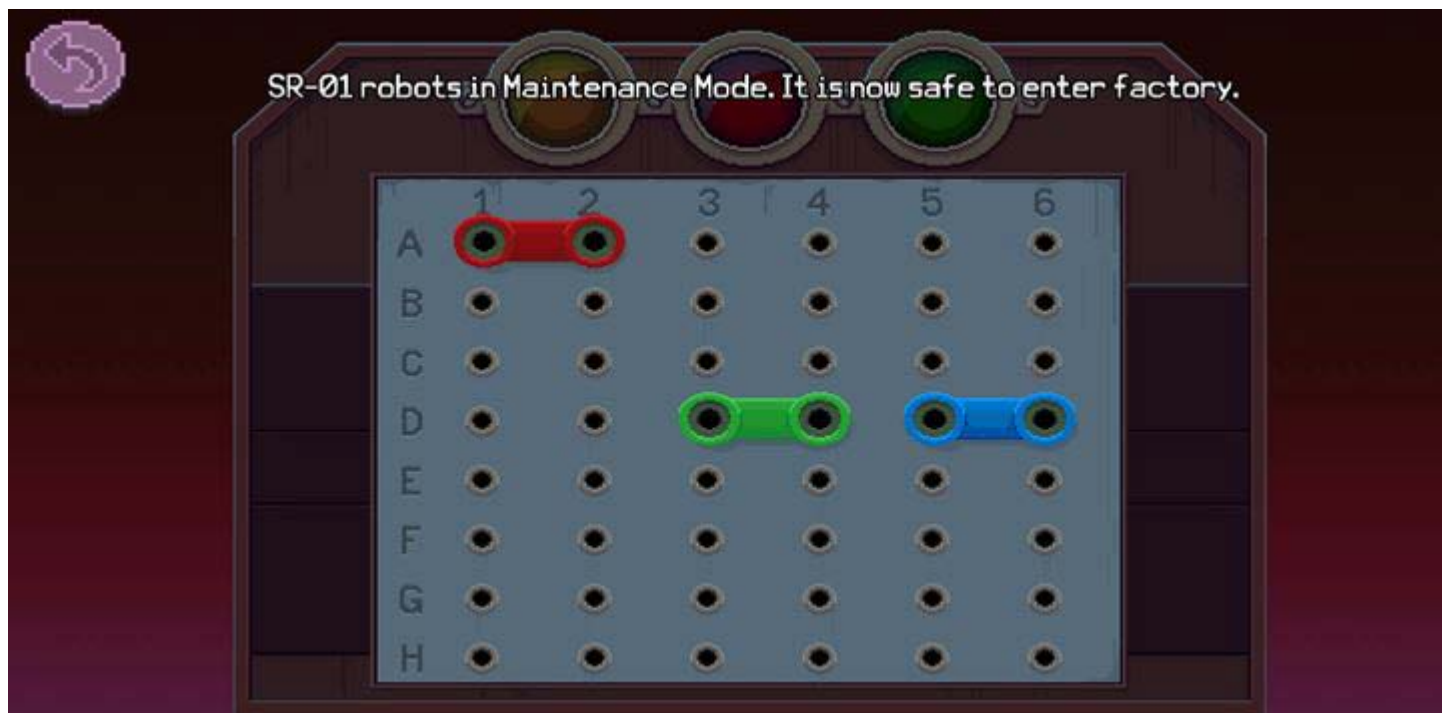 SR-01 robots in Maintenance Mode. It is now safe to enter factory.
1 2 3 4 5 6
A
B
C
D
E
F
G
H